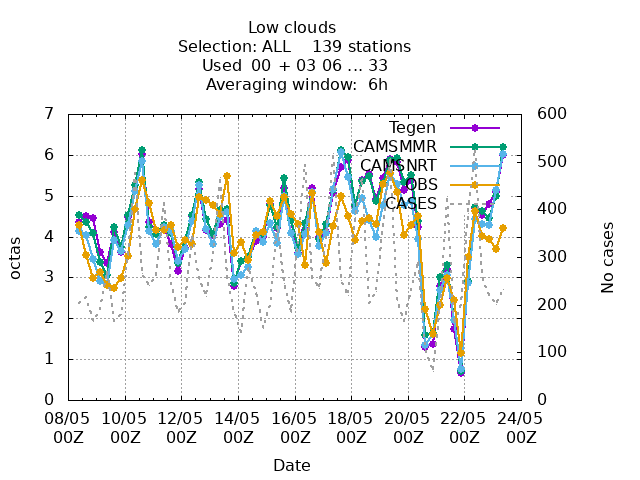 Low clouds
Selection: ALL    139 stations
Used  00 + 03 06 ... 33
Averaging window:  6h
7 600
6 500
5 400
4 300
3 200
2 100
1
0 0
Tegen
CAMSMMR
CAMSNRT
OBS
CASES
octas
No cases
08/05 10/05 12/05 14/05 16/05 18/05 20/05 22/05 24/05
00Z 00Z 00Z 00Z 00Z 00Z 00Z 00Z 00Z
Date